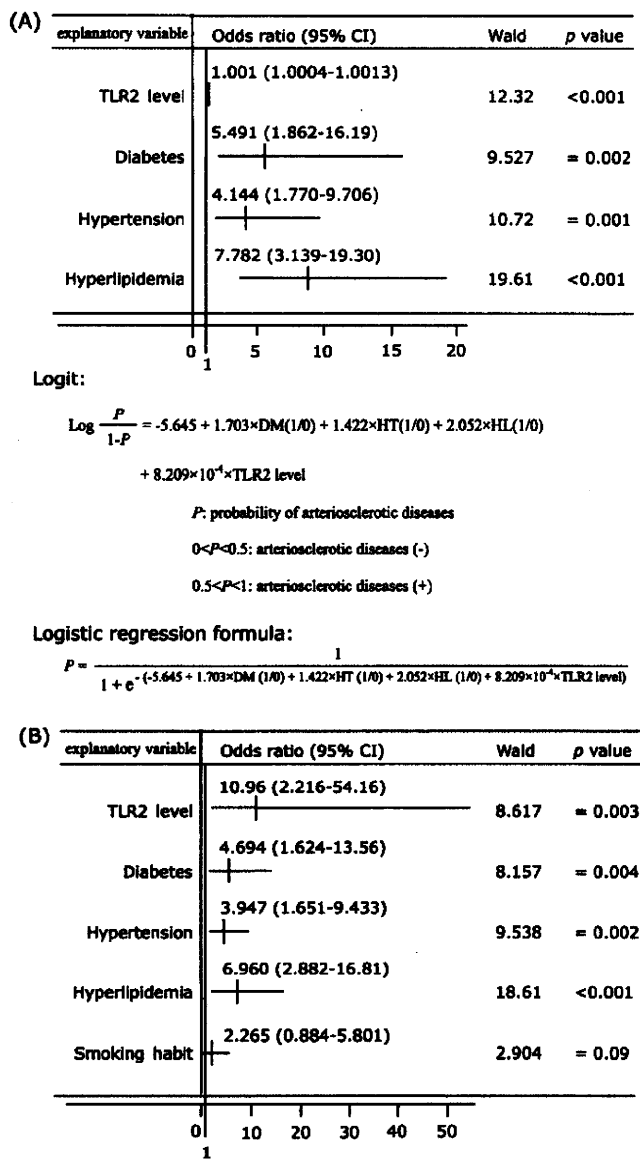 (A)
explanatory variable Odds ratio (95% CI) Wald p value
1.001 (1.0004-1.0013)
TLR2 level 12.32 <0.001
5.491 (1.862-16.19)
Diabetes 9.527 = 0.002
4.144 (1.770-9.706)
Hypertension 10.72 = 0.001
7.782 (3.139-19.30)
Hyperlipidemia 19.61 <0.001
0 1 5 10 15 20
Logit:
Log P/1-P = -5.645 + 1.703×DM(1/0) + 1.422×HT(1/0) + 2.052×HL(1/0)
+ 8.209×10⁻⁴×TLR2 level
P: probability of arteriosclerotic diseases
0<P<0.5: arteriosclerotic diseases (-)
0.5<P<1: arteriosclerotic diseases (+)
Logistic regression formula:
P = 1
1 + e - (-5.645 + 1.703×DM (1/0) + 1.422×HT (1/0) + 2.052×HL (1/0) + 8.209×10⁻⁴×TLR2 level)
(B)
explanatory variable Odds ratio (95% CI) Wald p value
10.96 (2.216-54.16)
TLR2 level 8.617 = 0.003
4.694 (1.624-13.56)
Diabetes 8.157 = 0.004
3.947 (1.651-9.433)
Hypertension 9.538 = 0.002
6.960 (2.882-16.81)
Hyperlipidemia 18.61 <0.001
2.265 (0.884-5.801)
Smoking habit 2.904 = 0.09
0 1 10 20 30 40 50